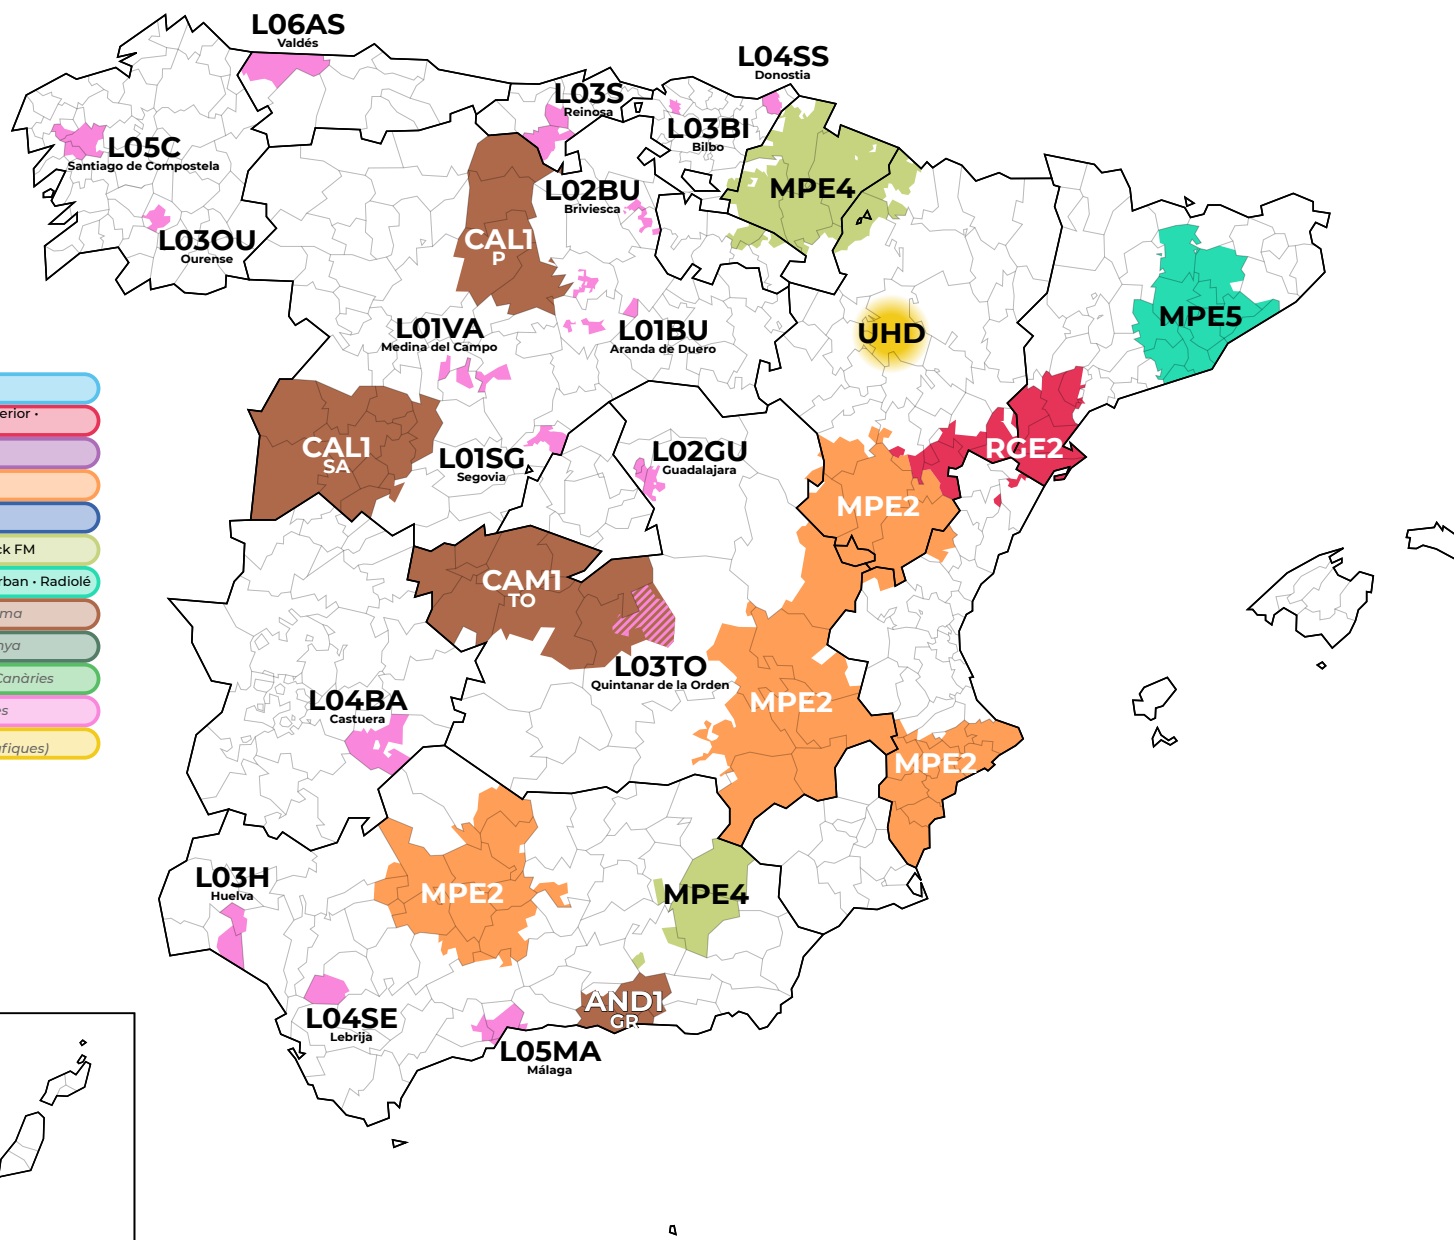 L06AS
Valdés
L04SS
Donostia
L03S
Reinosa
L03BI
Bilbo
L05C
Santiago de Compostela
MPE4
L02BU
Briviesca
L03OU
Ourense
CAL1
P
MPE5
L01VA
Medina del Campo
L01BU
Aranda de Duero
UHD
erior •
CAL1
SA
L01SG
Segovia
L02GU
Guadalajara
RGE2
MPE2
ck FM
rban • Radiolé
ma
nya
Canàries
es
àfiques)
CAM1
TO
L03TO
Quintanar de la Orden
L04BA
Castuera
MPE2
MPE2
L03H
Huelva
MPE2
MPE4
L04SE
Lebrija
AND1
GR
L05MA
Málaga